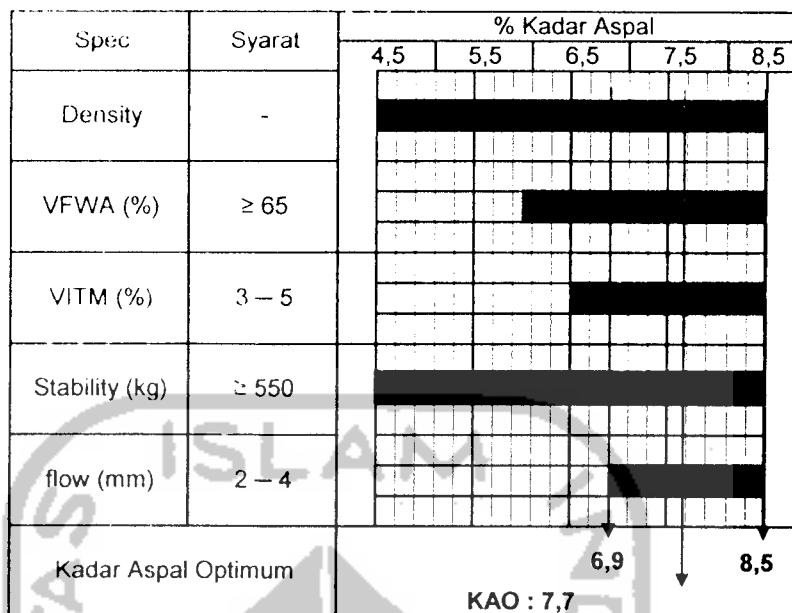 Spec Syarat % Kadar Aspal
4,5 5,5 6,5 7,5 8,5
Density -
VFWA (%) ≥ 65
VITM (%) 3 – 5
Stability (kg) ≥ 550
flow (mm) 2 – 4
6,9 8,5
Kadar Aspal Optimum
KAO : 7,7
ISLAM